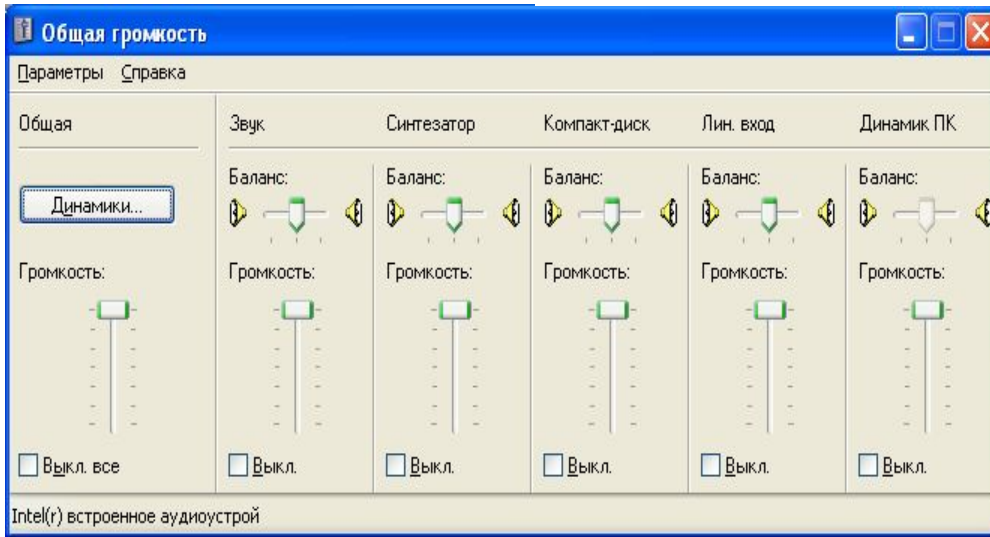 Общая громкость
Параметры Справка
Общая Звук Синтезатор Компакт-диск Лин. вход Динамик ПК
Баланс: Баланс: Баланс: Баланс: Баланс:
Динамики...
Громкость: Громкость: Громкость: Громкость: Громкость: Громкость:
Выкл. все Выкл. Выкл. Выкл. Выкл. Выкл.
Intel(r) встроенное аудиоустрой